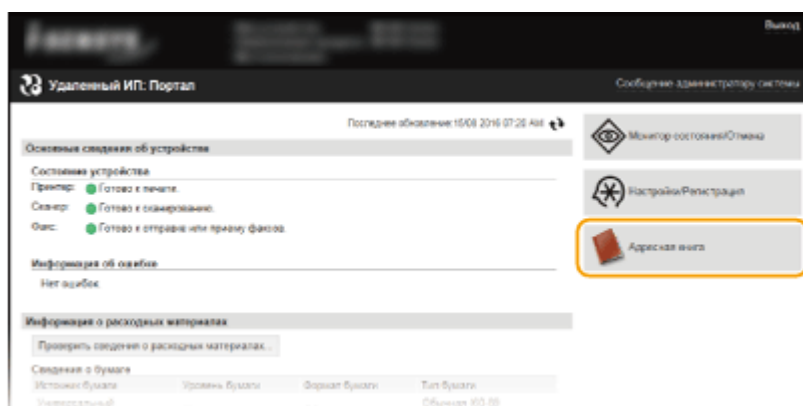 Выход
Удаленный ИП: Портал
Сообщение администратору системы
Последнее обновление: 15/08 2016 07:20 AM
Основные сведения об устройстве
Состояние устройства
Принтер: Готово к печати.
Сканер: Готово к сканированию.
Факс: Готово к отправке или приему факсов.
Информация об ошибке
Нет ошибок.
Информация о расходных материалах
Проверить сведения о расходных материалах...
Сведения о бумаге
Источник бумаги Уровень бумаги Формат бумаги Тип бумаги
Универсальный
Монитор состояния/Отмена
Настройки/Регистрация
Адресная книга